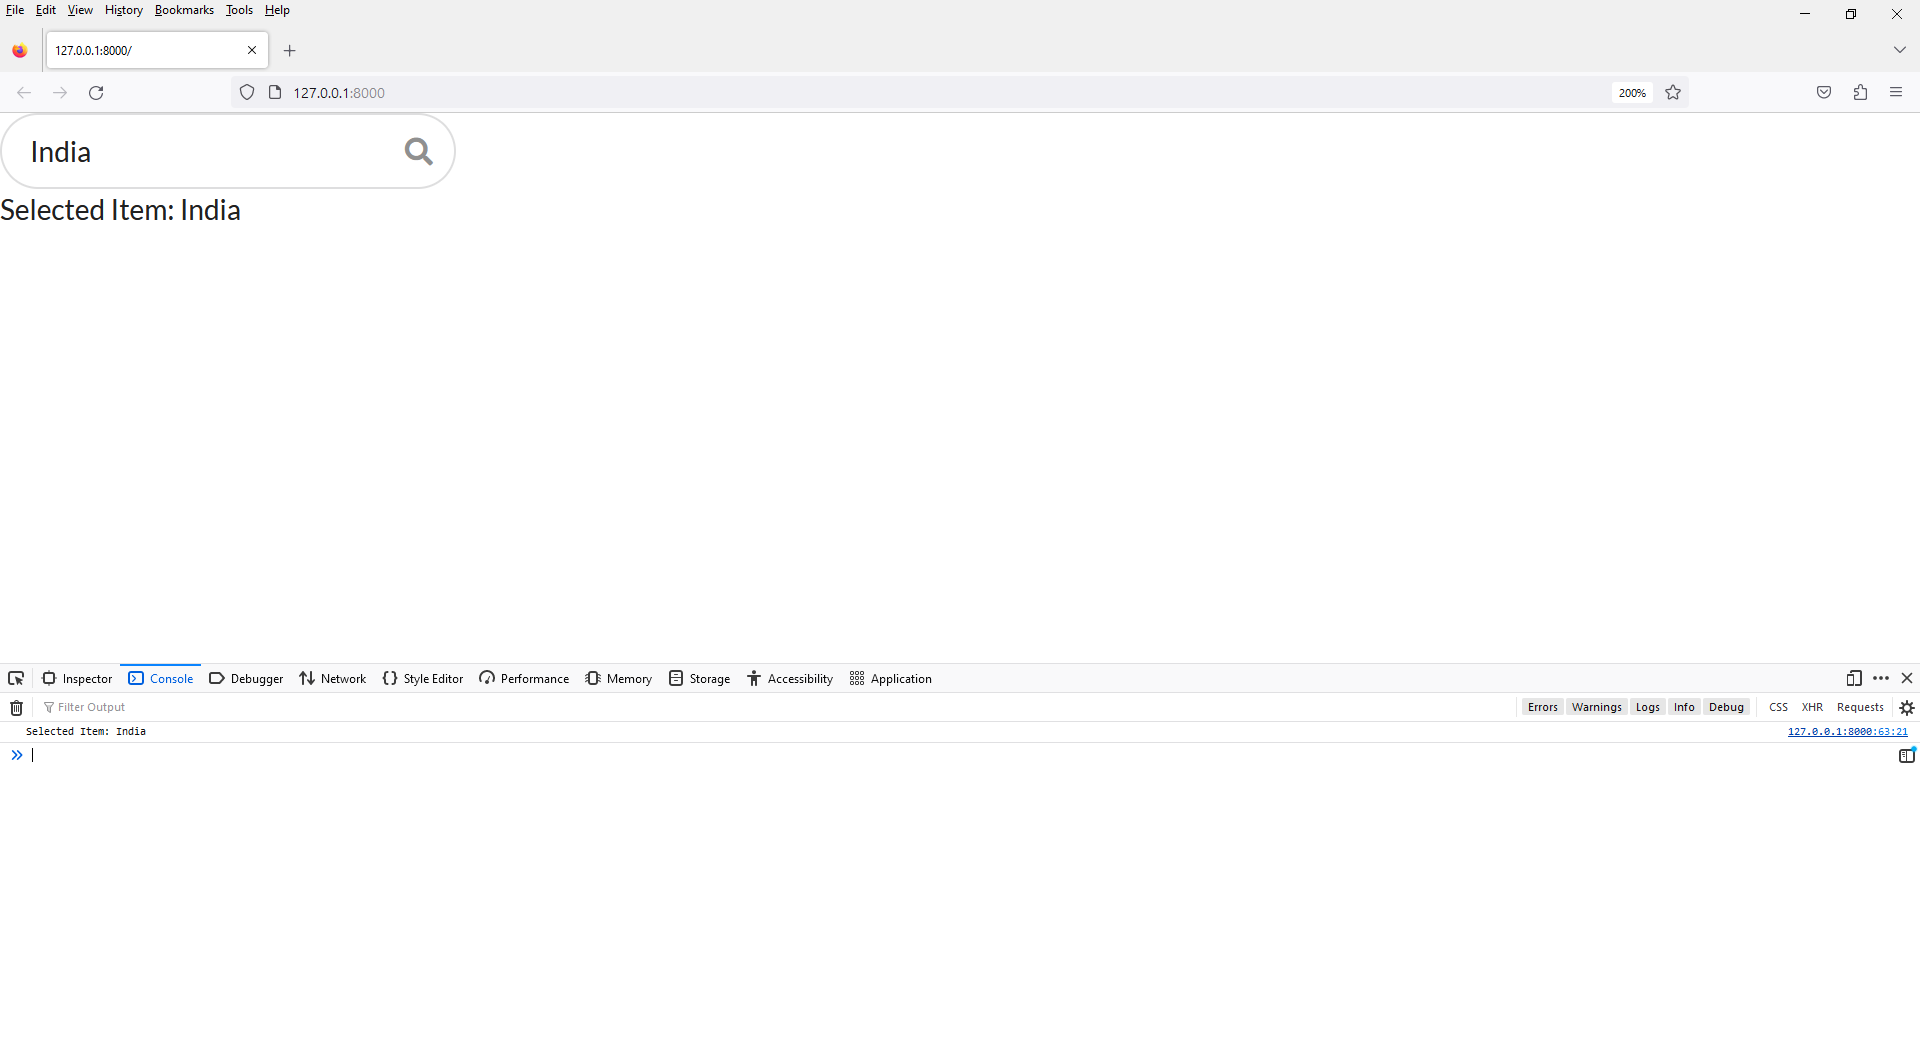 File Edit View History Bookmarks Tools Help
127.0.0.1:8000/
127.0.0.1:8000 200%
India
Selected Item: India
Inspector Console Debugger Network Style Editor Performance Memory Storage Accessibility Application
Filter Output Errors Warnings Logs Info Debug CSS XHR Requests
Selected Item: India 127.0.0.1:8000:63:21